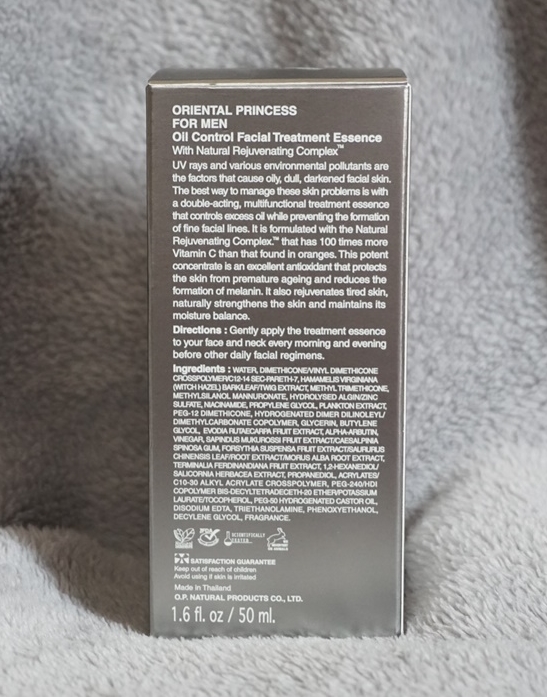 ORIENTAL PRINCESS
FOR MEN
Oil Control Facial Treatment Essence
With Natural Rejuvenating Complex™
UV rays and various environmental pollutants are
the factors that cause oily, dull, darkened facial skin.
The best way to manage these skin problems is with
a double-acting, multifunctional treatment essence
that controls excess oil while preventing the formation
of fine facial lines. It is formulated with the Natural
Rejuvenating Complex.™ that has 100 times more
Vitamin C than that found in oranges. This potent
concentrate is an excellent antioxidant that protects
the skin from premature ageing and reduces the
formation of melanin. It also rejuvenates tired skin,
naturally strengthens the skin and maintains its
moisture balance.
Directions : Gently apply the treatment essence
to your face and neck every morning and evening
before other daily facial regimens.
Ingredients : WATER, DIMETHICONE/VINYL DIMETHICONE
CROSSPOLYMER/C12-14 SEC-PARETH-7, HAMAMELIS VIRGINIANA
(WITCH HAZEL) BARK/LEAF/TWIG EXTRACT, METHYL TRIMETHICONE,
METHYLSILANOL MANNURONATE, HYDROLYSED ALGIN/ZINC
SULFATE, NIACINAMIDE, PROPYLENE GLYCOL, PLANKTON EXTRACT,
PEG-12 DIMETHICONE, HYDROGENATED DIMER DILINOLEYL/
DIMETHYLCARBONATE COPOLYMER, GLYCERIN, BUTYLENE
GLYCOL, EVODIA RUTAECARPA FRUIT EXTRACT, ALPHA-ARBUTIN,
VINEGAR, SAPINDUS MUKUROSSI FRUIT EXTRACT/CAESALPINIA
SPINOSA GUM, FORSYTHIA SUSPENSA FRUIT EXTRACT/SAURURUS
CHINENSIS LEAF/ROOT EXTRACT/MORUS ALBA ROOT EXTRACT,
TERMINALIA FERDINANDIANA FRUIT EXTRACT, 1,2-HEXANEDIOL/
SALICORNIA HERBACEA EXTRACT, PROPANEDIOL, ACRYLATES/
C10-30 ALKYL ACRYLATE CROSSPOLYMER, PEG-240/HDI
COPOLYMER BIS-DECYLTETRADECETH-20 ETHER/POTASSIUM
LAURATE/TOCOPHEROL, PEG-50 HYDROGENATED CASTOR OIL,
DISODIUM EDTA, TRIETHANOLAMINE, PHENOXYETHANOL,
DECYLENE GLYCOL, FRAGRANCE.
SCIENTIFICALLY
TESTED
SATISFACTION GUARANTEE
Keep out of reach of children
Avoid using if skin is irritated
Made in Thailand
O.P. NATURAL PRODUCTS CO., LTD.
1.6 fl. oz / 50 ml.